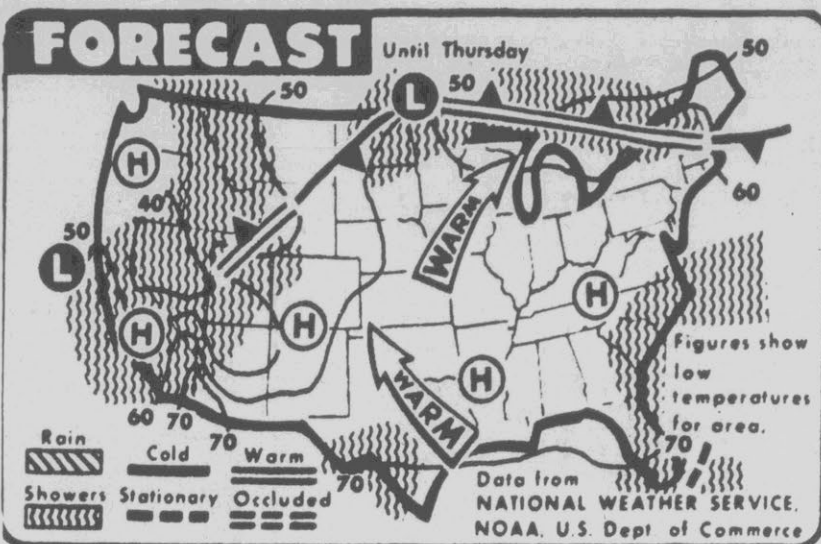 FORECAST
Until Thursday
50
L
50
50
H
40
60
50
L
WARM
H
H
H
H
WARM
Figures show
low
temperatures
for area.
60
70
70
70
70
Rain
Cold
Warm
Showers
Stationary
Occluded
Data from
NATIONAL WEATHER SERVICE,
NOAA, U.S. Dept. of Commerce